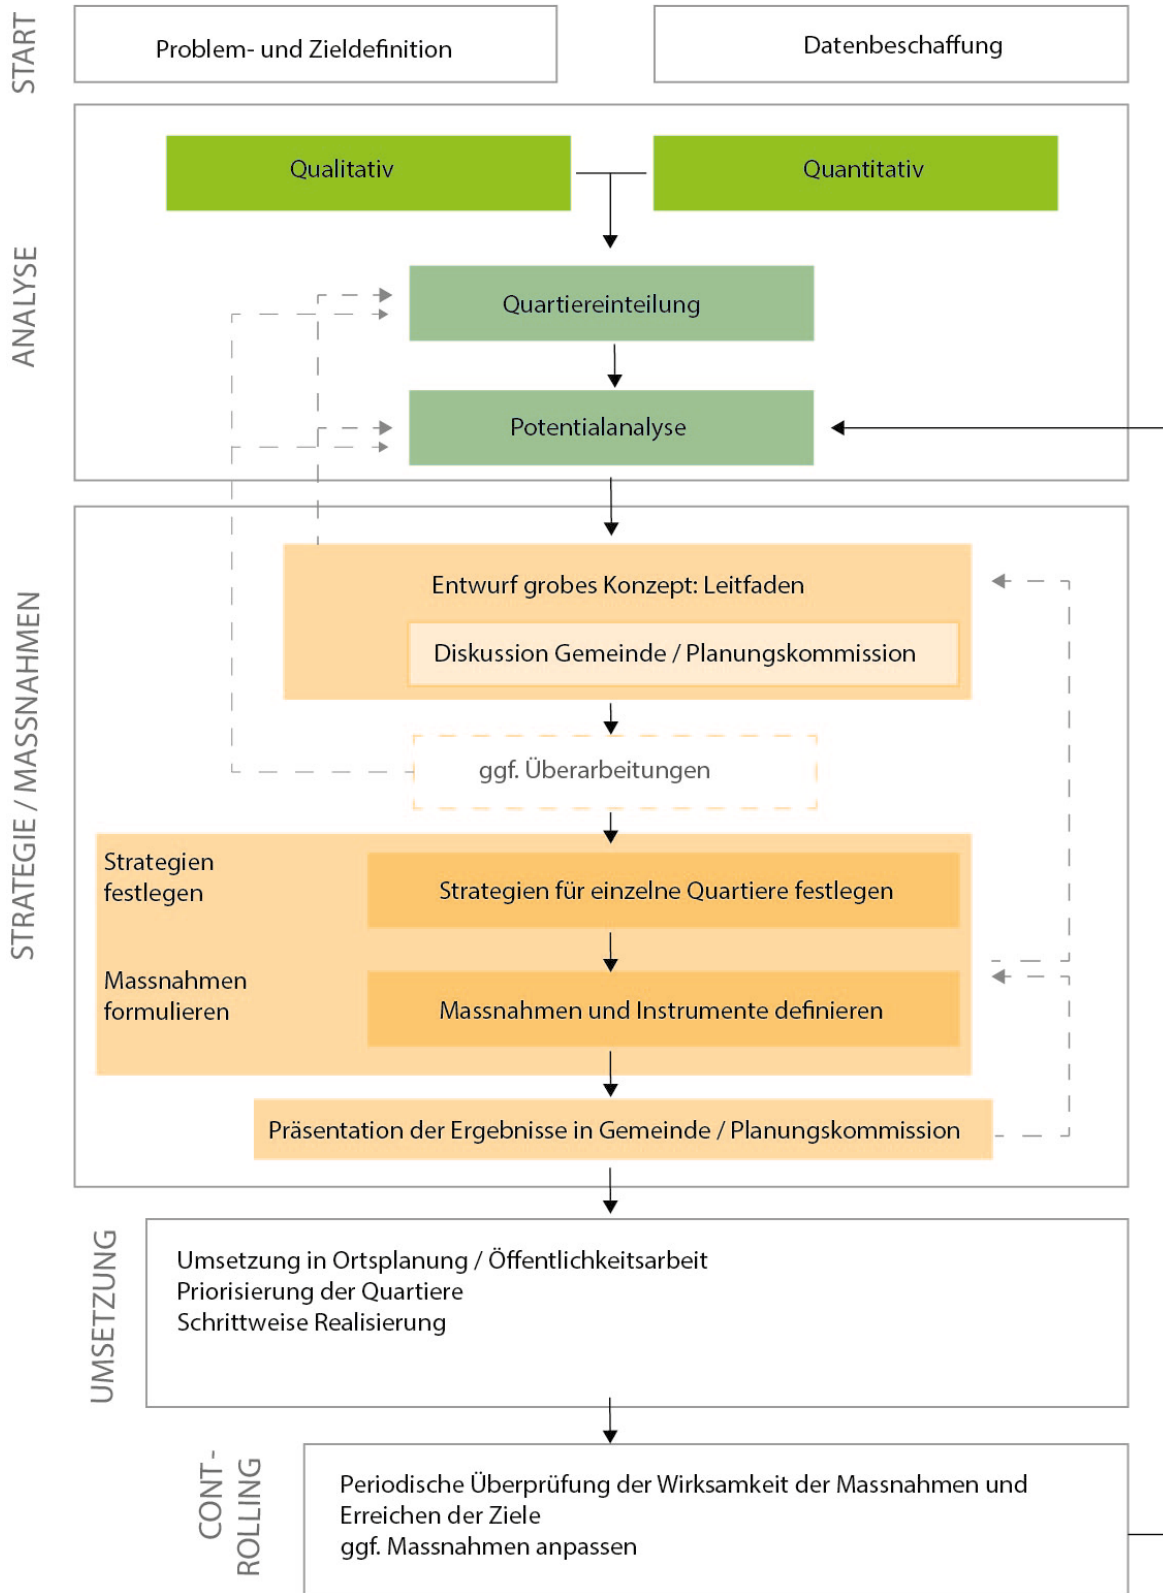 START
Problem- und Zieldefinition
Datenbeschaffung
ANALYSE
Qualitativ
Quantitativ
Quartiereinteilung
Potentialanalyse
STRATEGIE / MASSNAHMEN
Entwurf grobes Konzept: Leitfaden
Diskussion Gemeinde / Planungskommission
ggf. Überarbeitungen
Strategien
festlegen
Strategien für einzelne Quartiere festlegen
Massnahmen
formulieren
Massnahmen und Instrumente definieren
Präsentation der Ergebnisse in Gemeinde / Planungskommission
UMSETZUNG
Umsetzung in Ortsplanung / Öffentlichkeitsarbeit
Priorisierung der Quartiere
Schrittweise Realisierung
CONT-
ROLLING
Periodische Überprüfung der Wirksamkeit der Massnahmen und
Erreichen der Ziele
ggf. Massnahmen anpassen